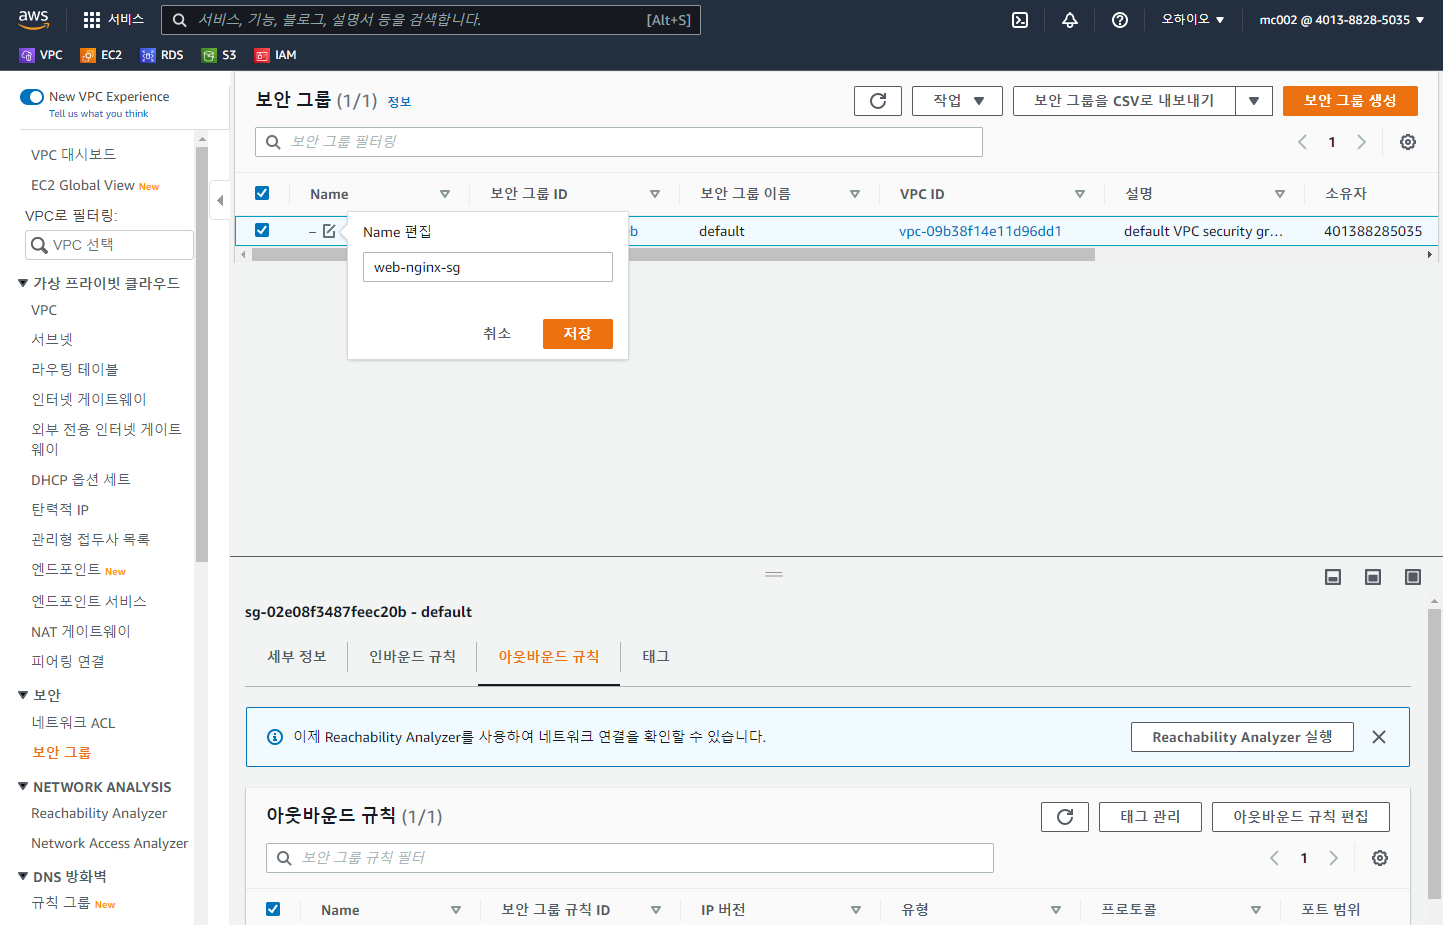 aws
서비스
서비스, 기능, 블로그, 설명서 등을 검색합니다.
[Alt+S]
오하이오 ▼
mc002 @ 4013-8828-5035 ▼
VPC
EC2
RDS
S3
IAM
New VPC Experience
Tell us what you think
VPC 대시보드
EC2 Global View New
VPC로 필터링:
VPC 선택
가상 프라이빗 클라우드
VPC
서브넷
라우팅 테이블
인터넷 게이트웨이
외부 전용 인터넷 게이트
웨이
DHCP 옵션 세트
탄력적 IP
관리형 접두사 목록
엔드포인트 New
엔드포인트 서비스
NAT 게이트웨이
피어링 연결
보안
네트워크 ACL
보안 그룹
NETWORK ANALYSIS
Reachability Analyzer
Network Access Analyzer
DNS 방화벽
규칙 그룹 New
보안 그룹 (1/1) 정보
작업 ▼
보안 그룹을 CSV로 내보내기
보안 그룹 생성
보안 그룹 필터링
1
Name
보안 그룹 ID
보안 그룹 이름
VPC ID
설명
소유자
–
b
default
vpc-09b38f14e11d96dd1
default VPC security gr...
401388285035
Name 편집
web-nginx-sg
취소
저장
sg-02e08f3487feec20b - default
세부 정보
인바운드 규칙
아웃바운드 규칙
태그
이제 Reachability Analyzer를 사용하여 네트워크 연결을 확인할 수 있습니다.
Reachability Analyzer 실행
아웃바운드 규칙 (1/1)
태그 관리
아웃바운드 규칙 편집
보안 그룹 규칙 필터
1
Name
보안 그룹 규칙 ID
IP 버전
유형
프로토콜
포트 범위